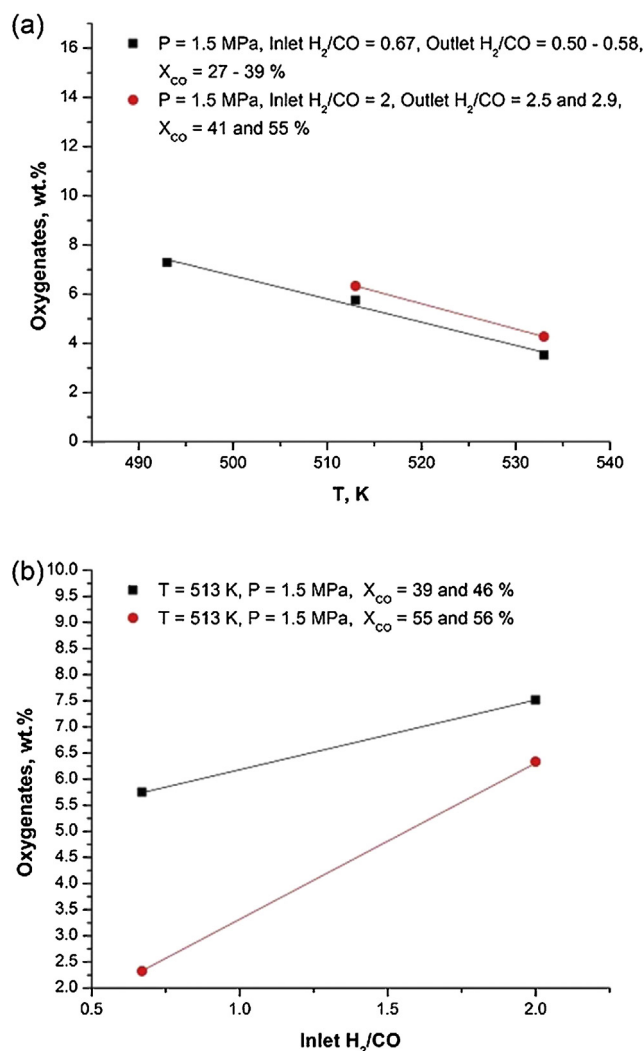 (a)
P = 1.5 MPa, Inlet H₂/CO = 0.67, Outlet H₂/CO = 0.50 - 0.58,
X_CO = 27 - 39 %
P = 1.5 MPa, Inlet H₂/CO = 2, Outlet H₂/CO = 2.5 and 2.9,
X_CO = 41 and 55 %
Oxygenates, wt.%
16
14
12
10
8
6
4
2
0
490 500 510 520 530 540
T, K
(b)
T = 513 K, P = 1.5 MPa, X_CO = 39 and 46 %
T = 513 K, P = 1.5 MPa, X_CO = 55 and 56 %
Oxygenates, wt.%
10.0
9.5
9.0
8.5
8.0
7.5
7.0
6.5
6.0
5.5
5.0
4.5
4.0
3.5
3.0
2.5
2.0
0.5 1.0 1.5 2.0
Inlet H₂/CO